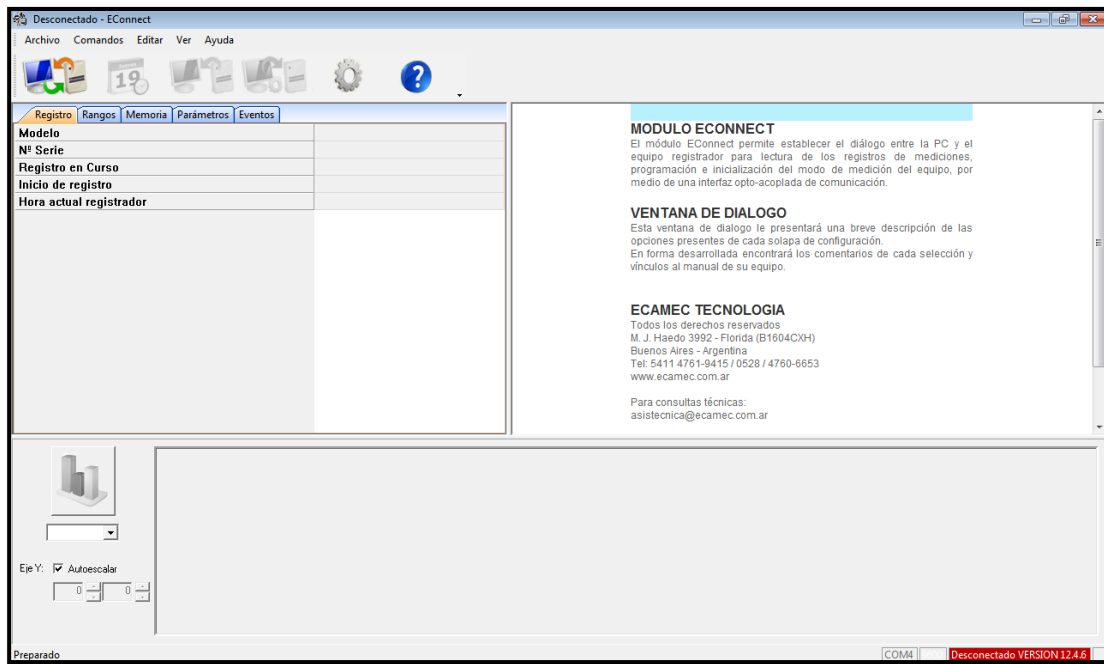 Desconectado - EConnect
Archivo Comandos Editar Ver Ayuda
19
?
Registro Rangos Memoria Parámetros Eventos
Modelo
Nº Serie
Registro en Curso
Inicio de registro
Hora actual registrador
MODULO ECONNECT
El módulo EConnect permite establecer el diálogo entre la PC y el
equipo registrador para lectura de los registros de mediciones,
programación e inicialización del modo de medición del equipo, por
medio de una interfaz opto-acoplada de comunicación.
VENTANA DE DIALOGO
Esta ventana de dialogo le presentará una breve descripción de las
opciones presentes de cada solapa de configuración.
En forma desarrollada encontrará los comentarios de cada selección y
vínculos al manual de su equipo.
ECAMEC TECNOLOGIA
Todos los derechos reservados
M. J. Haedo 3992 - Florida (B1604CXH)
Buenos Aires - Argentina
Tel: 5411 4761-9415 / 0528 / 4760-6653
www.ecamec.com.ar
Para consultas técnicas:
asistecnica@ecamec.com.ar
Eje Y: Autoescalar
0 0
Preparado
COM4 Desconectado VERSION 12.4.6